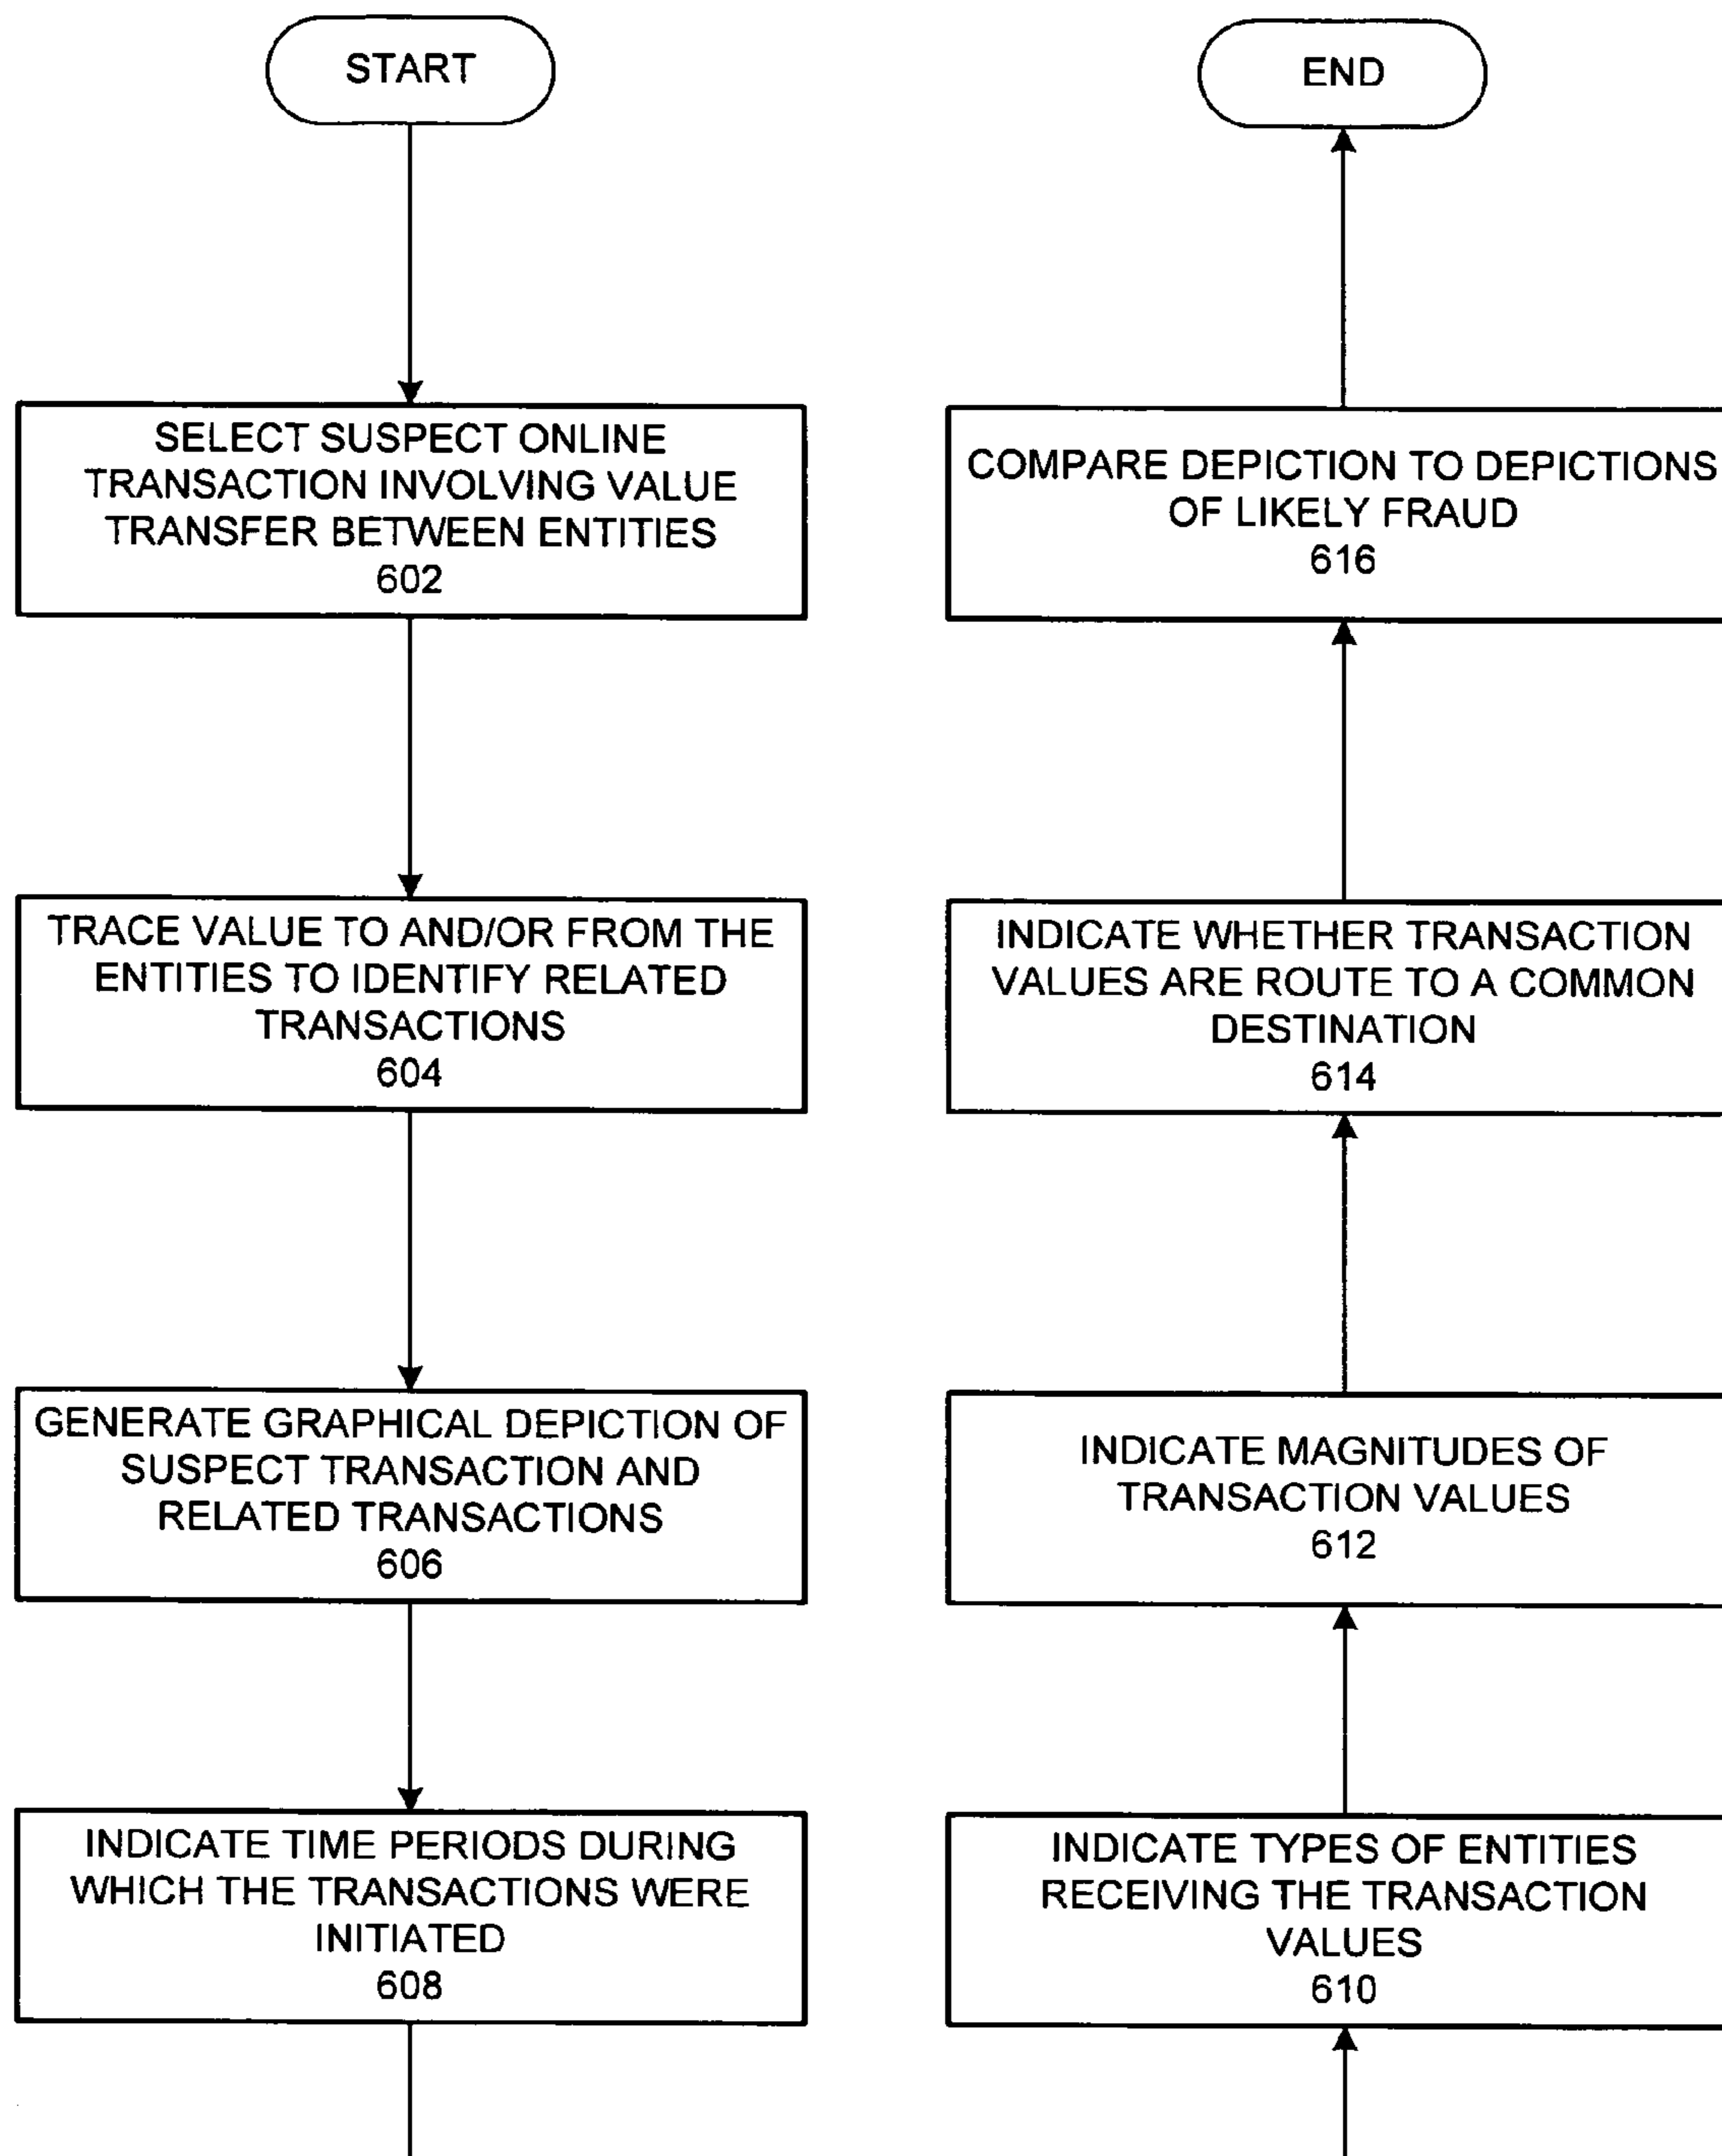 START
SELECT SUSPECT ONLINE
TRANSACTION INVOLVING VALUE
TRANSFER BETWEEN ENTITIES
602
TRACE VALUE TO AND/OR FROM THE
ENTITIES TO IDENTIFY RELATED
TRANSACTIONS
604
GENERATE GRAPHICAL DEPICTION OF
SUSPECT TRANSACTION AND
RELATED TRANSACTIONS
606
INDICATE TIME PERIODS DURING
WHICH THE TRANSACTIONS WERE
INITIATED
608
INDICATE TYPES OF ENTITIES
RECEIVING THE TRANSACTION
VALUES
610
INDICATE MAGNITUDES OF
TRANSACTION VALUES
612
INDICATE WHETHER TRANSACTION
VALUES ARE ROUTE TO A COMMON
DESTINATION
614
COMPARE DEPICTION TO DEPICTIONS
OF LIKELY FRAUD
616
END